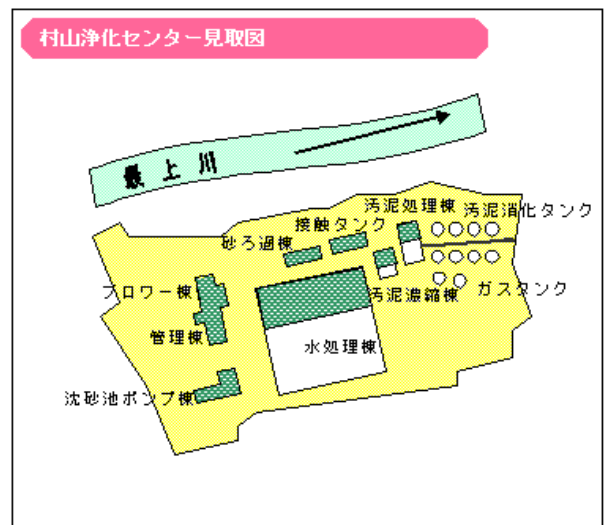 村山浄化センター見取図
最上川
汚泥処理棟
汚泥消化タンク
接触タンク
砂ろ過棟
ブロワー棟
汚泥濃縮棟
ガスタンク
管理棟
水処理棟
沈砂池ポンプ棟